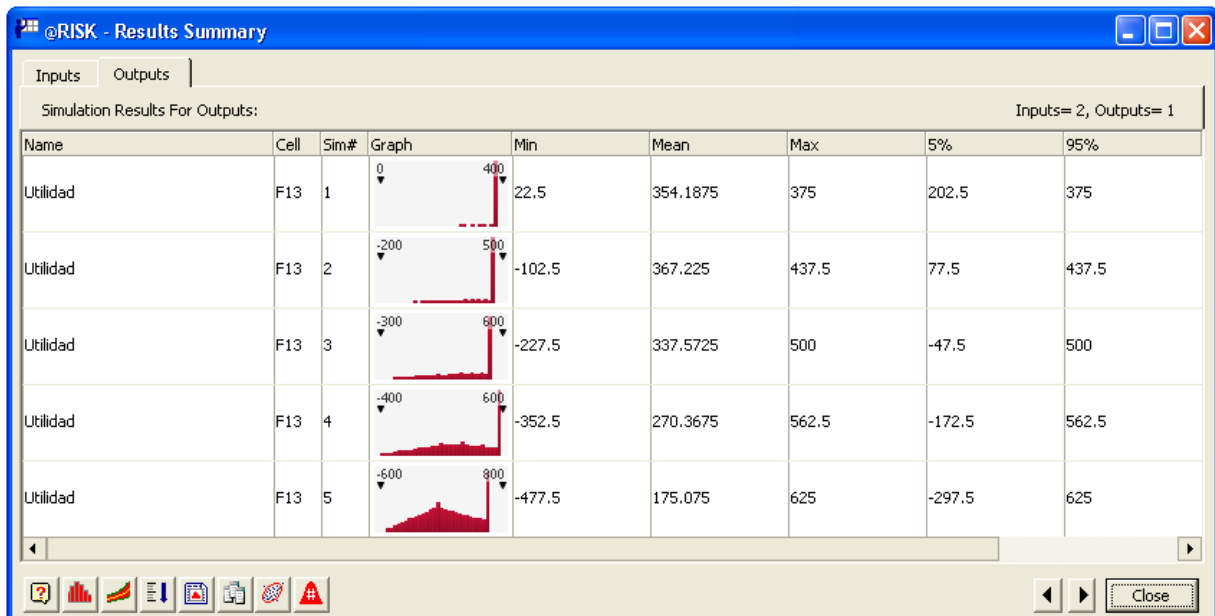 @RISK - Results Summary
Inputs Outputs
Simulation Results For Outputs: Inputs= 2, Outputs= 1
Name Cell Sim# Graph Min Mean Max 5% 95%
0 400
Utilidad F13 1 22.5 354.1875 375 202.5 375
-200 500
Utilidad F13 2 -102.5 367.225 437.5 77.5 437.5
-300 600
Utilidad F13 3 -227.5 337.5725 500 -47.5 500
-400 600
Utilidad F13 4 -352.5 270.3675 562.5 -172.5 562.5
-600 800
Utilidad F13 5 -477.5 175.075 625 -297.5 625
Close